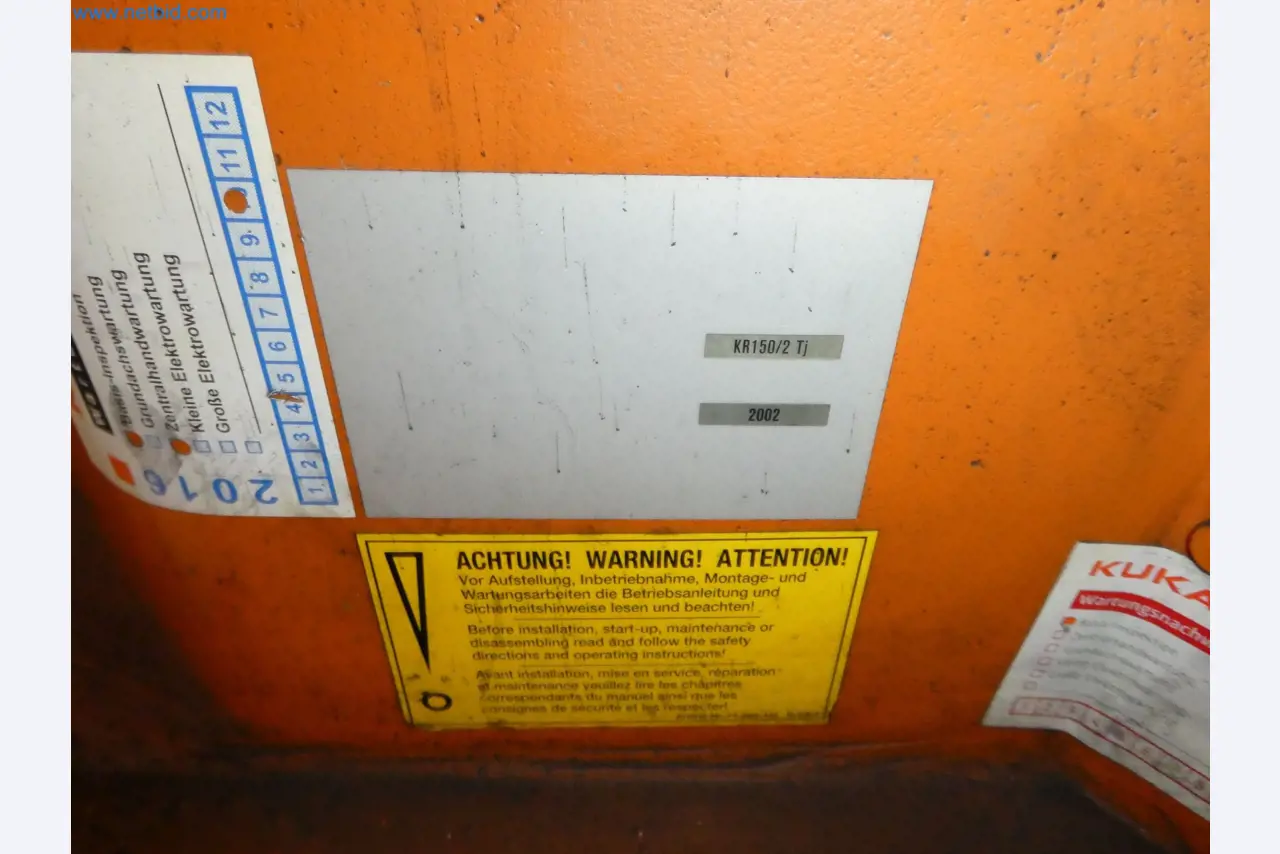 www.netbid.com
Basis-Inspektion
Grundachswartung
Grundhandwartung
Zentralhandwartung
Kleine Elektrowartung
Große Elektrowartung
2016
1 2 3 4 5 6 7 8 9 11 12
KR150/2 Tj
2002
ACHTUNG! WARNING! ATTENTION!
Vor Aufstellung, Inbetriebnahme, Montage- und
Wartungsarbeiten die Betriebsanleitung und
Sicherheitshinweise lesen und beachten!
Before installation, start-up, maintenance or
disassembling read and follow the safety
directions and operating instructions!
Avant installation, mise en service, réparation
et maintenance veuillez lire les chapitres
correspondants du manuel ainsi que les
consignes de sécurité et les respecter!
KUKA